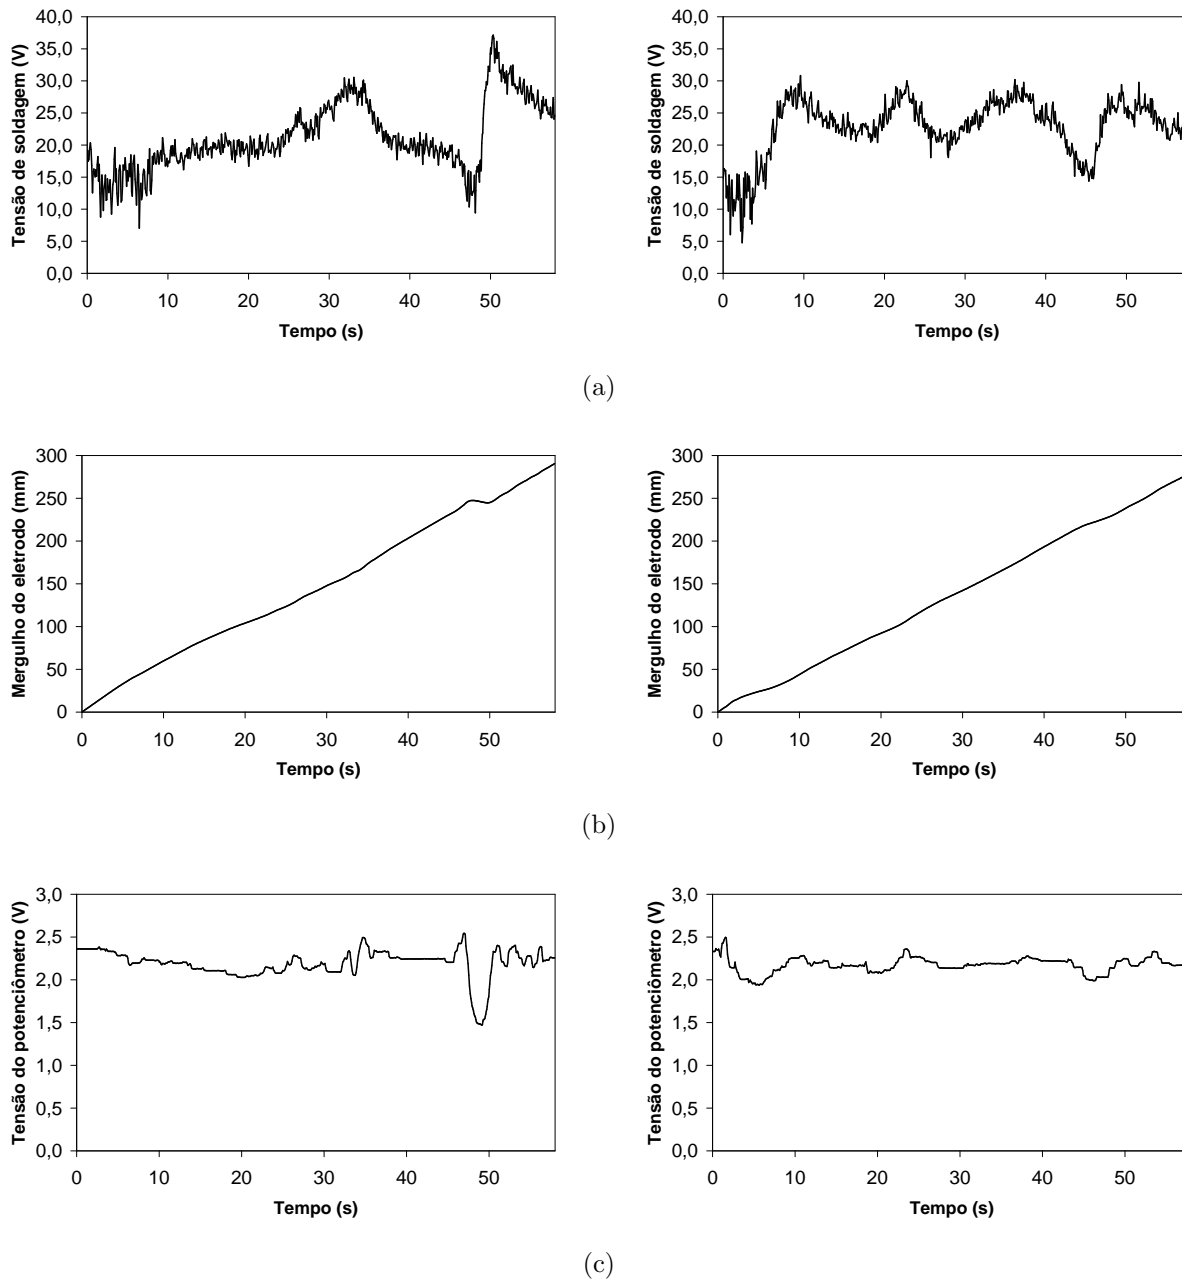 40,0
35,0
30,0
25,0
20,0
15,0
10,0
5,0
0,0
Tensão de soldagem (V)
0 10 20 30 40 50
Tempo (s)
40,0
35,0
30,0
25,0
20,0
15,0
10,0
5,0
0,0
Tensão de soldagem (V)
0 10 20 30 40 50
Tempo (s)
(a)
300
250
200
150
100
50
0
Mergulho do eletrodo (mm)
0 10 20 30 40 50
Tempo (s)
300
250
200
150
100
50
0
Mergulho do eletrodo (mm)
0 10 20 30 40 50
Tempo (s)
(b)
3,0
2,5
2,0
1,5
1,0
0,5
0,0
Tensão do potenciômetro (V)
0 10 20 30 40 50
Tempo (s)
3,0
2,5
2,0
1,5
1,0
0,5
0,0
Tensão do potenciômetro (V)
0 10 20 30 40 50
Tempo (s)
(c)